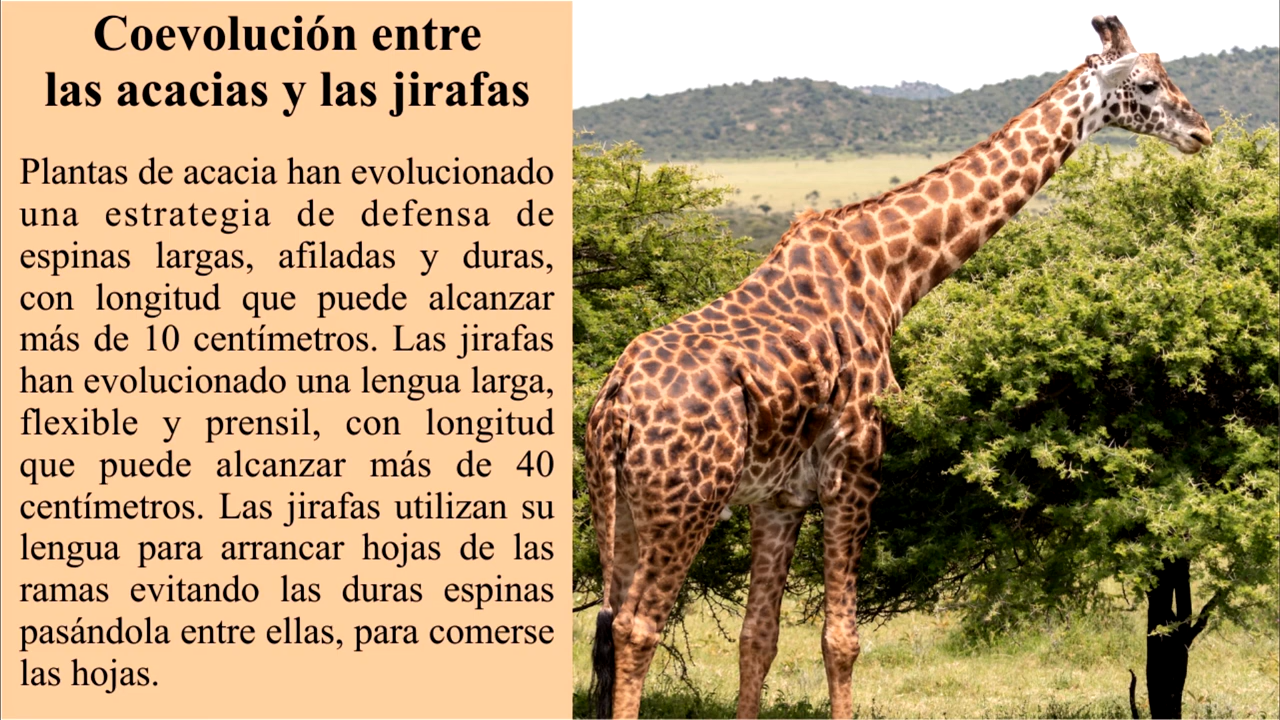 Coevolución entre
las acacias y las jirafas
Plantas de acacia han evolucionado
una estrategia de defensa de
espinas largas, afiladas y duras,
con longitud que puede alcanzar
más de 10 centímetros. Las jirafas
han evolucionado una lengua larga,
flexible y prensil, con longitud
que puede alcanzar más de 40
centímetros. Las jirafas utilizan su
lengua para arrancar hojas de las
ramas evitando las duras espinas
pasándola entre ellas, para comerse
las hojas.